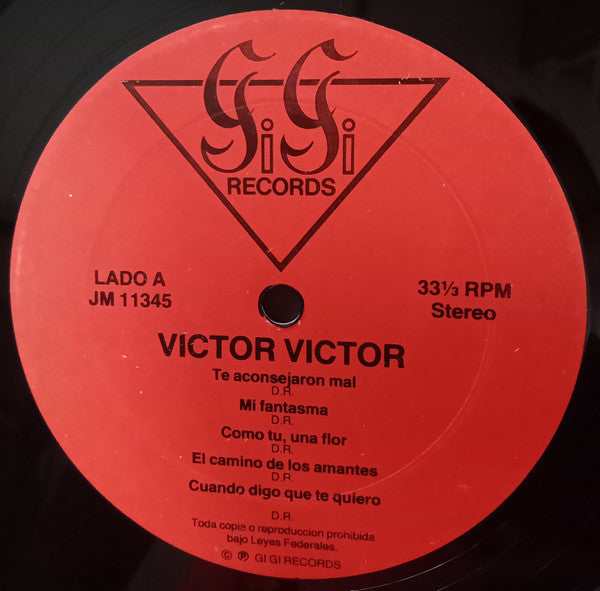 GiGi
RECORDS
LADO A
JM 11345
33⅓ RPM
Stereo
VICTOR VICTOR
Te aconsejaron mal
D.R.
Mi fantasma
D.R.
Como tu, una flor
D.R.
El camino de los amantes
D.R.
Cuando digo que te quiero
D.R.
Toda copia o reproduccion prohibida
bajo Leyes Federales.
© ℗ GI GI RECORDS